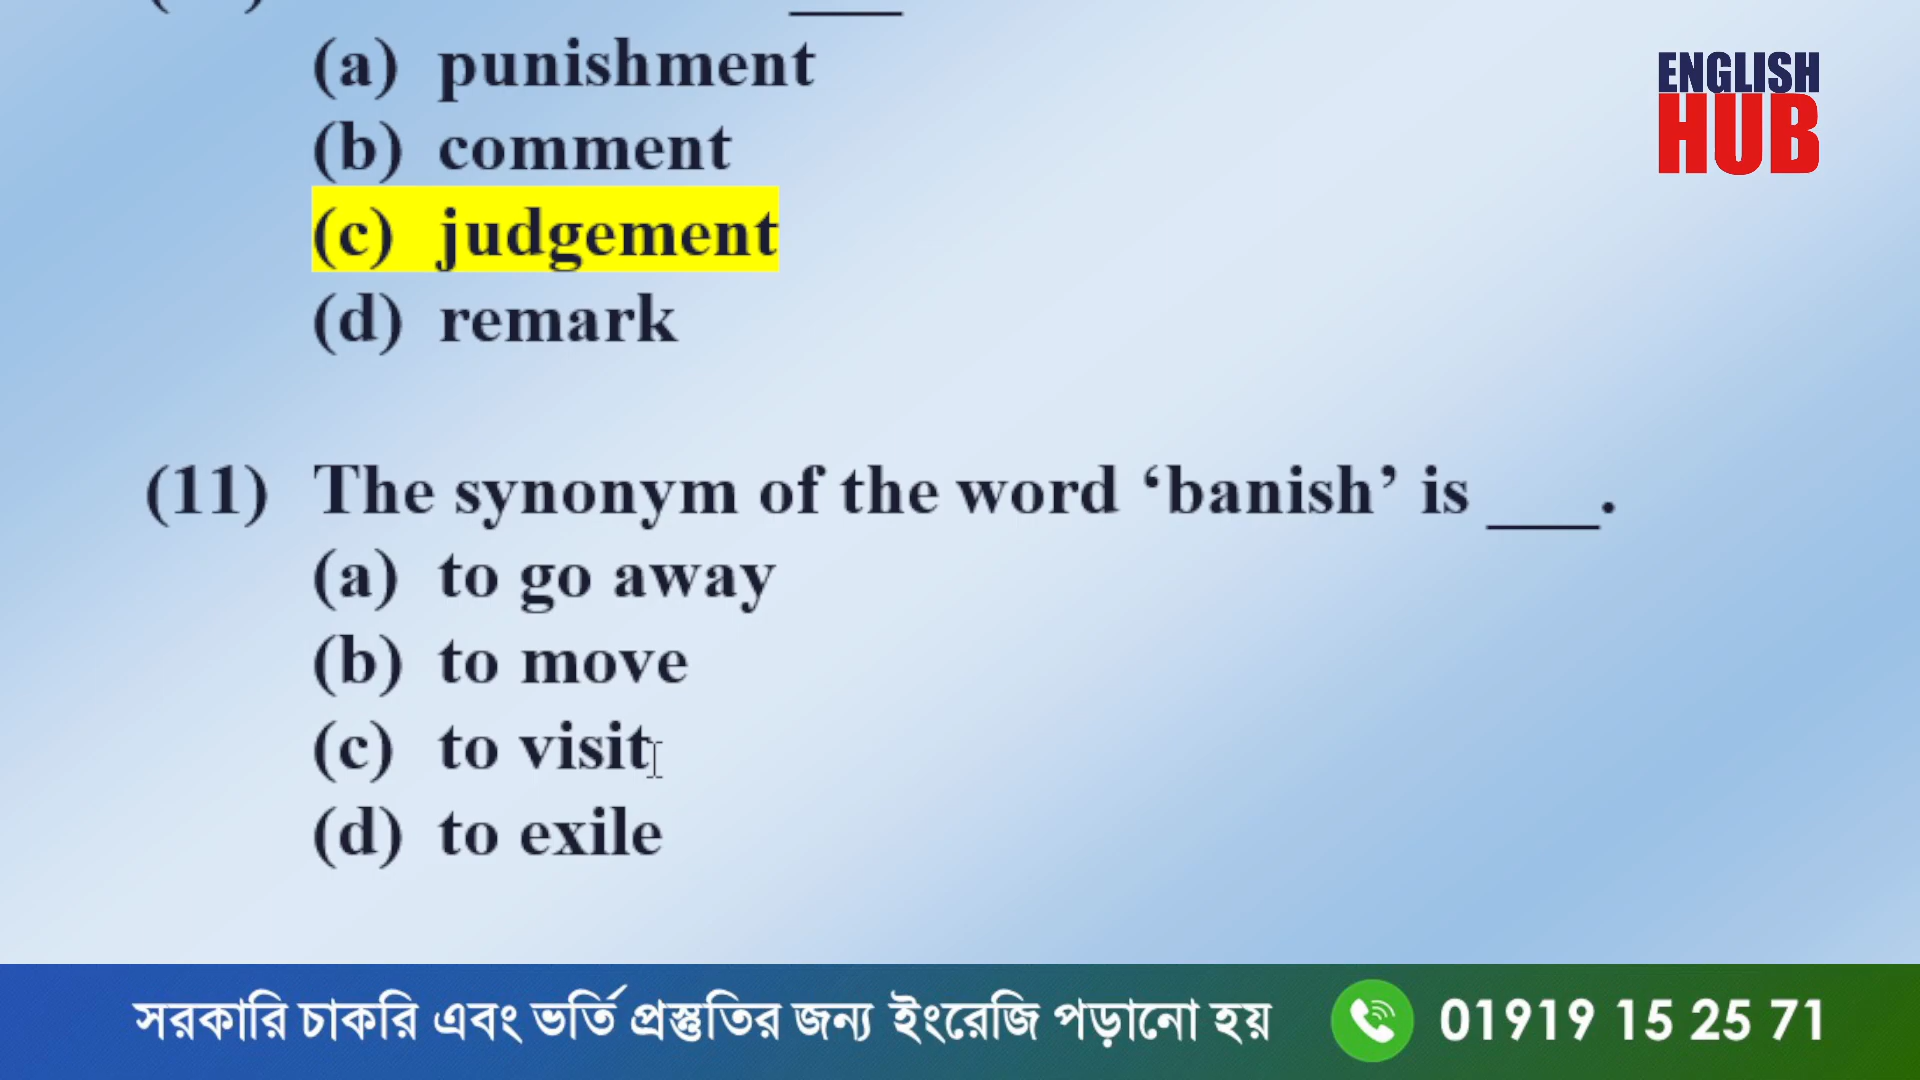 (a) punishment
(b) comment
(c) judgement
(d) remark
ENGLISH
HUB
(11) The synonym of the word ‘banish’ is ___.
(a) to go away
(b) to move
(c) to visit
(d) to exile
সরকারি চাকরি এবং ভর্তি প্রস্তুতির জন্য ইংরেজি পড়ানো হয় 01919 15 25 71